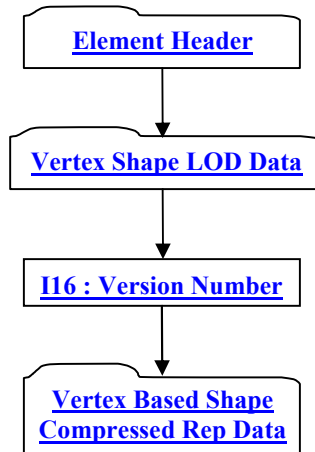 Element Header
Vertex Shape LOD Data
I16 : Version Number
Vertex Based Shape
Compressed Rep Data